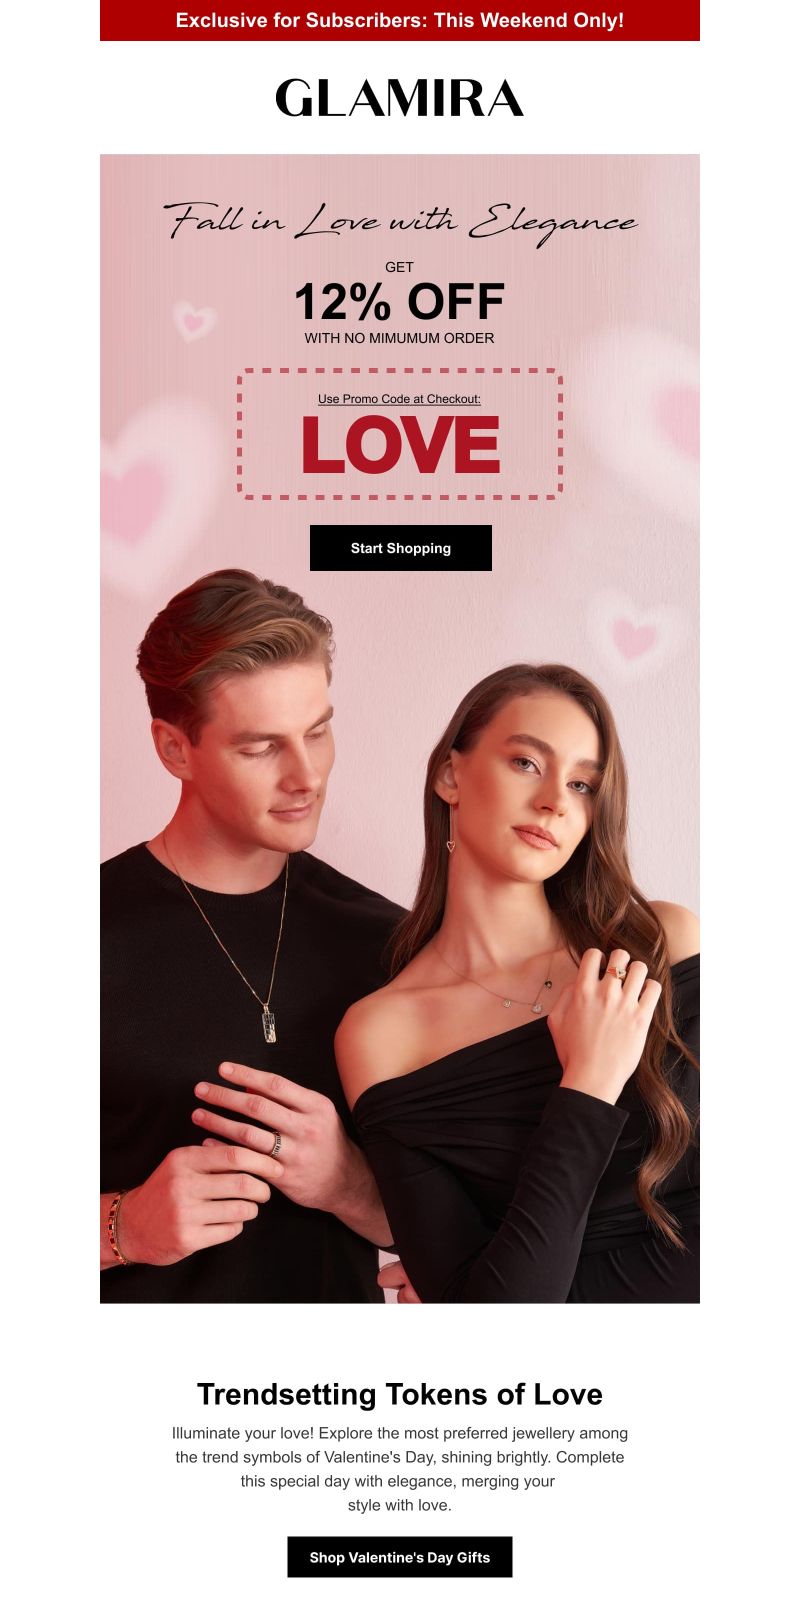 Exclusive for Subscribers: This Weekend Only!
GLAMIRA
Fall in Love with Elegance
GET
12% OFF
WITH NO MIMUMUM ORDER
Use Promo Code at Checkout:
LOVE
Start Shopping
Trendsetting Tokens of Love
Illuminate your love! Explore the most preferred jewellery among
the trend symbols of Valentine's Day, shining brightly. Complete
this special day with elegance, merging your
style with love.
Shop Valentine's Day Gifts